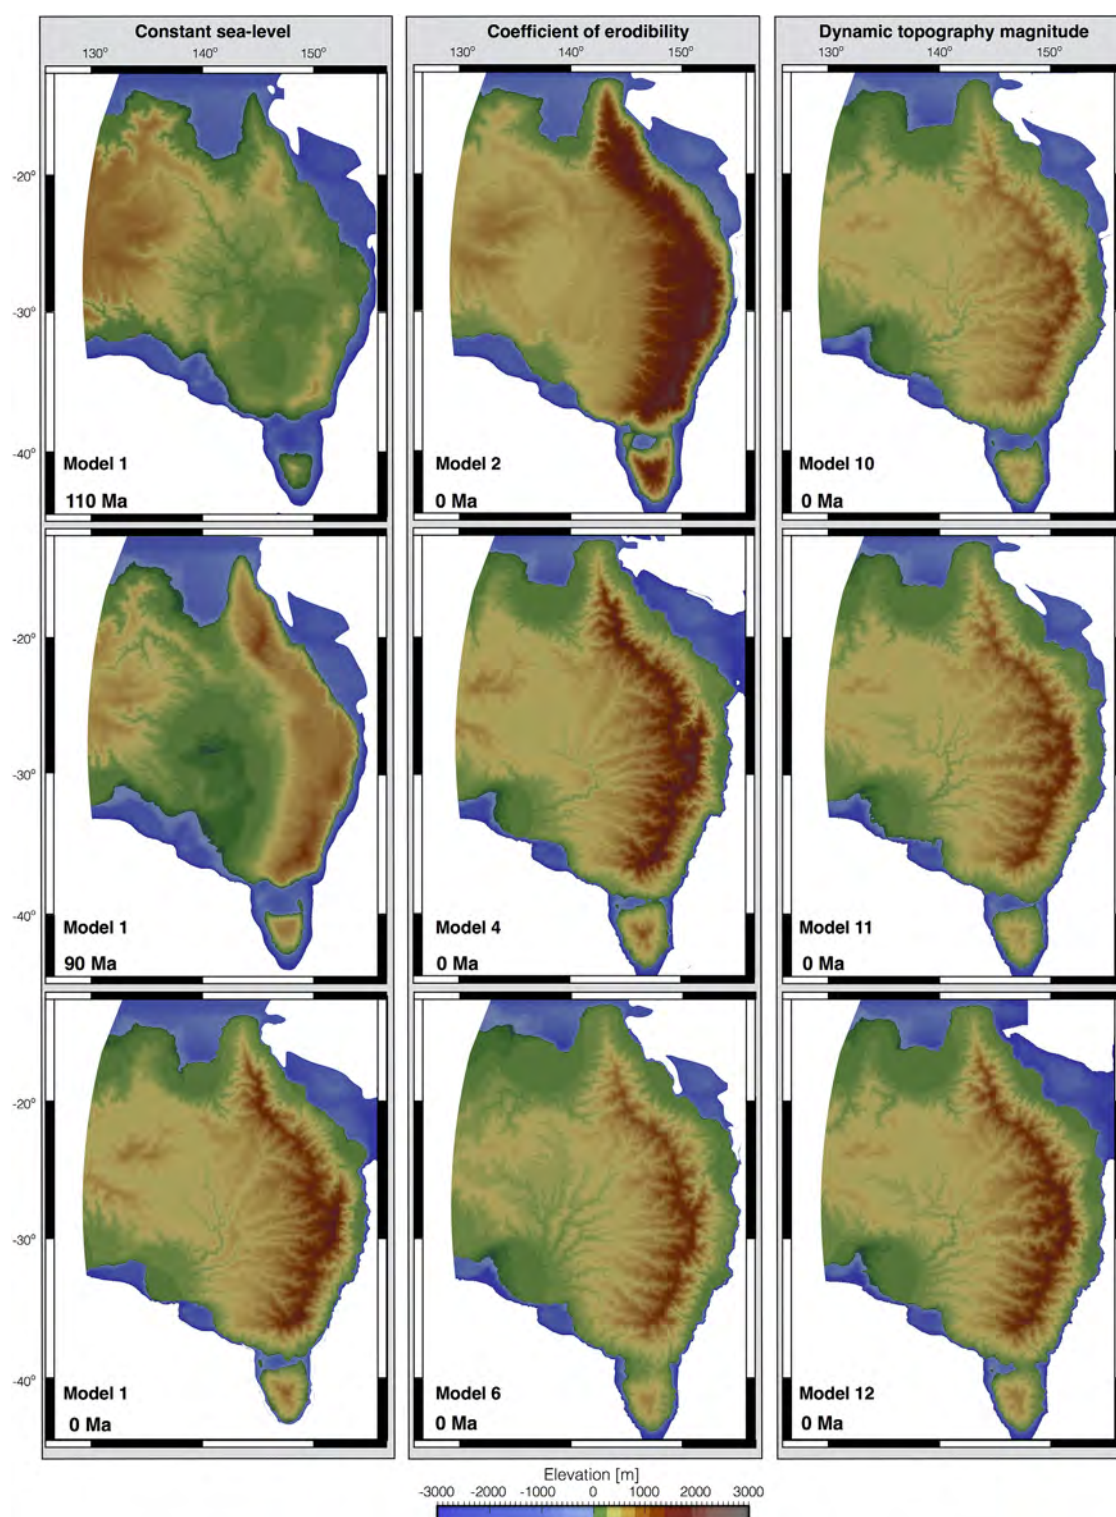 Constant sea-level
Coefficient of erodibility
Dynamic topography magnitude
130° 140° 150°
130° 140° 150°
130° 140° 150°
-20°
-30°
-40°
Model 1
110 Ma
Model 2
0 Ma
Model 10
0 Ma
-20°
-30°
-40°
Model 1
90 Ma
Model 4
0 Ma
Model 11
0 Ma
-20°
-30°
-40°
Model 1
0 Ma
Model 6
0 Ma
Model 12
0 Ma
Elevation [m]
-3000 -2000 -1000 0 1000 2000 3000